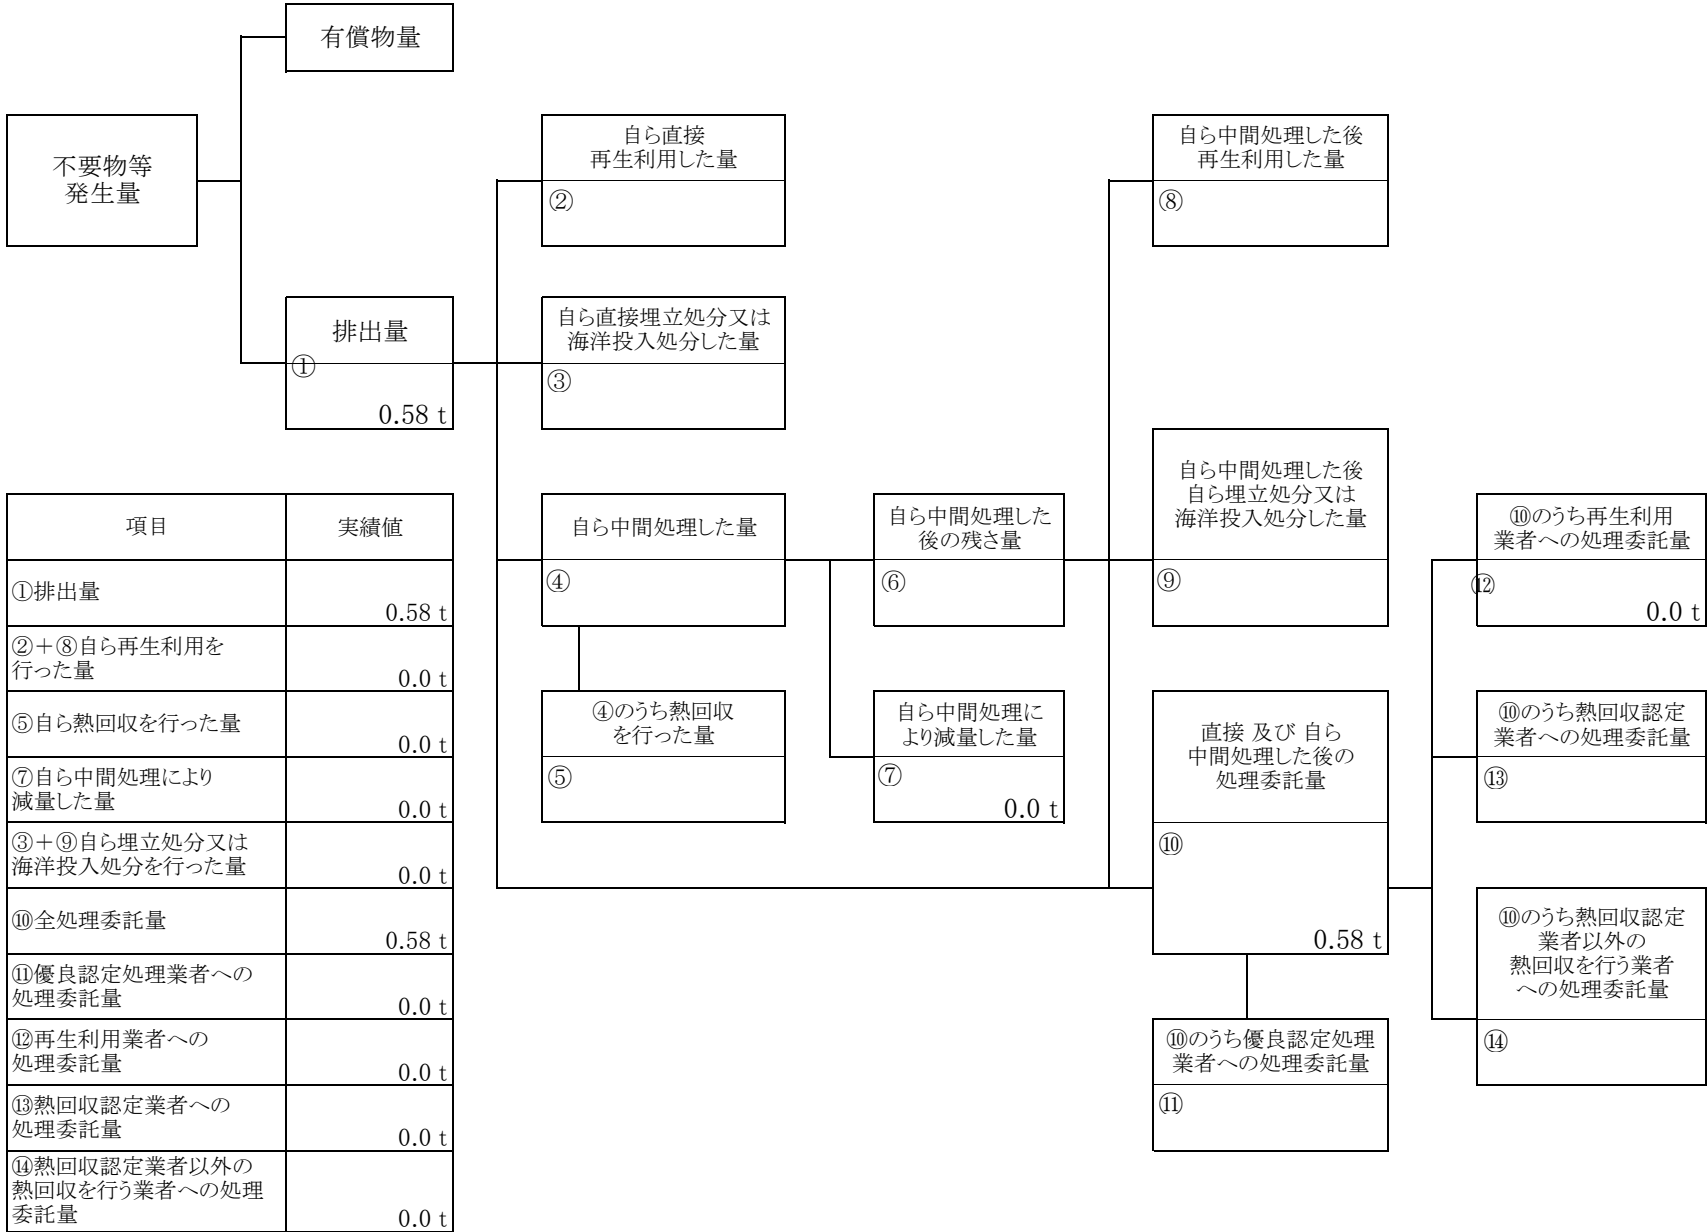 有償物量
不要物等
発生量
自ら直接
再生利用した量
②
自ら中間処理した後
再生利用した量
⑧
排出量
①
0.58 t
自ら直接埋立処分又は
海洋投入処分した量
③
自ら中間処理した量
④
自ら中間処理した
後の残さ量
⑥
自ら中間処理した後
自ら埋立処分又は
海洋投入処分した量
⑨
⑩のうち再生利用
業者への処理委託量
⑫
0.0 t
④のうち熱回収
を行った量
⑤
自ら中間処理に
より減量した量
⑦
0.0 t
直接 及び 自ら
中間処理した後の
処理委託量
⑩
0.58 t
⑩のうち熱回収認定
業者への処理委託量
⑬
⑩のうち熱回収認定
業者以外の
熱回収を行う業者
への処理委託量
⑭
⑩のうち優良認定処理
業者への処理委託量
⑪
項目 実績値
①排出量
0.58 t
②＋⑧自ら再生利用を
行った量
0.0 t
⑤自ら熱回収を行った量
0.0 t
⑦自ら中間処理により
減量した量
0.0 t
③＋⑨自ら埋立処分又は
海洋投入処分を行った量
0.0 t
⑩全処理委託量
0.58 t
⑪優良認定処理業者への
処理委託量
0.0 t
⑫再生利用業者への
処理委託量
0.0 t
⑬熱回収認定業者への
処理委託量
0.0 t
⑭熱回収認定業者以外の
熱回収を行う業者への処理
委託量
0.0 t